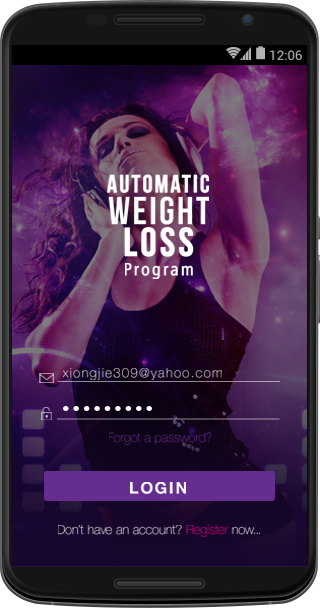 12:06
AUTOMATIC
WEIGHT
LOSS
Program
xiongjie309@yahoo.com
Forgot a password?
LOGIN
Don't have an account? Register now...